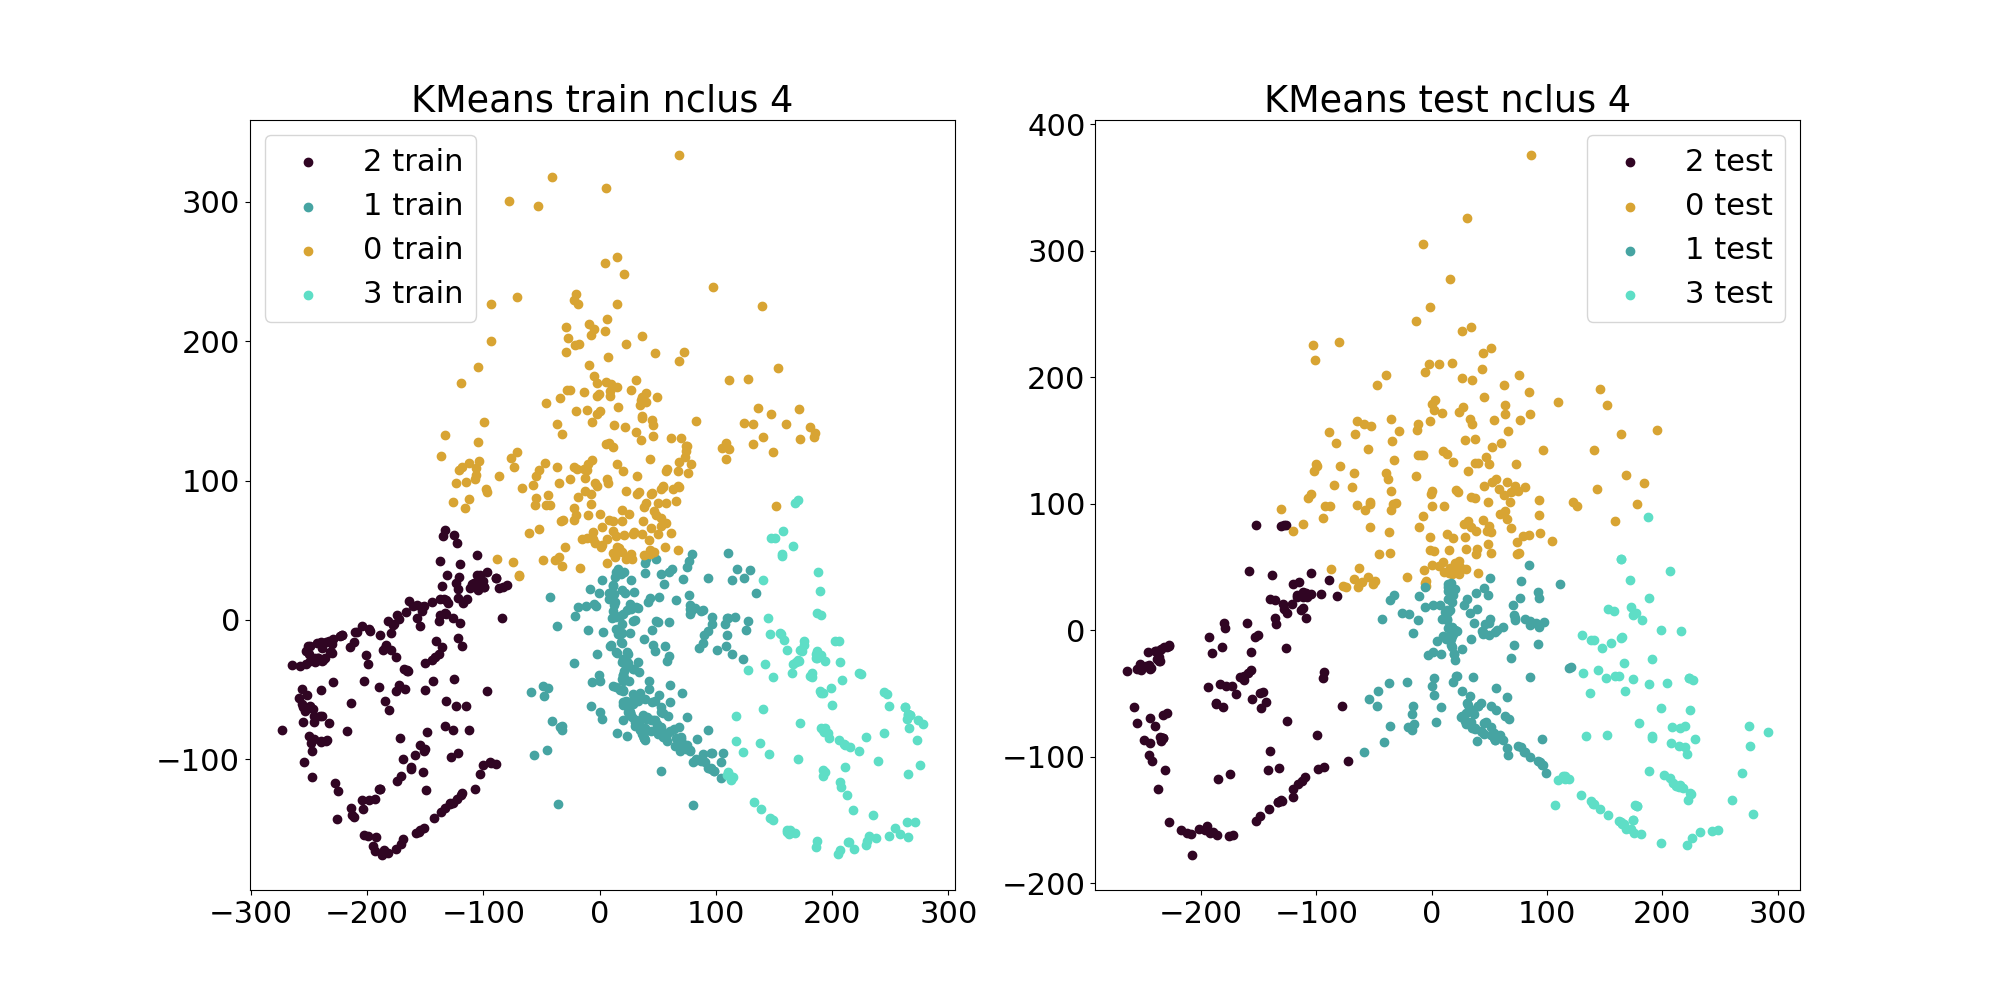 KMeans train nclus 4
2 train
1 train
0 train
3 train
300
200
100
0
−100
−300 −200 −100 0 100 200 300
KMeans test nclus 4
2 test
0 test
1 test
3 test
400
300
200
100
0
−100
−200
−200 −100 0 100 200 300